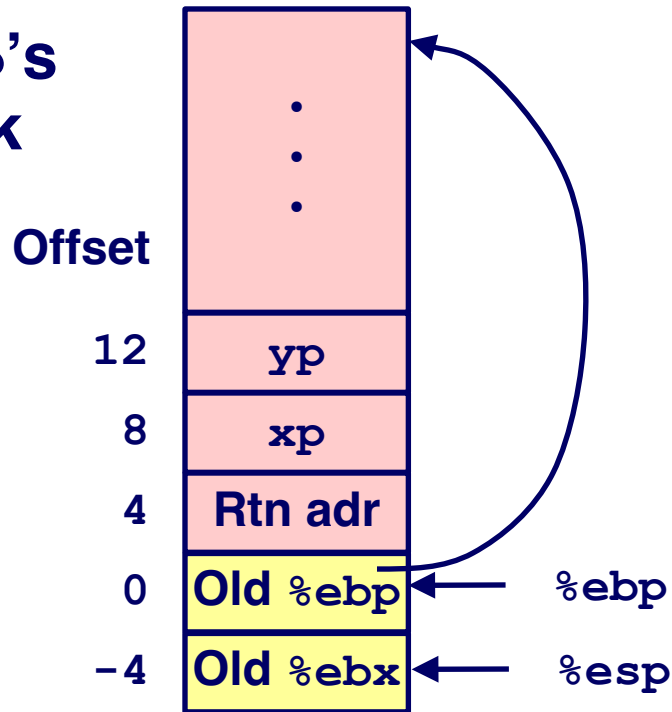 's
k
Offset
12 yp
8 xp
4 Rtn adr
0 Old %ebp %ebp
-4 Old %ebx %esp